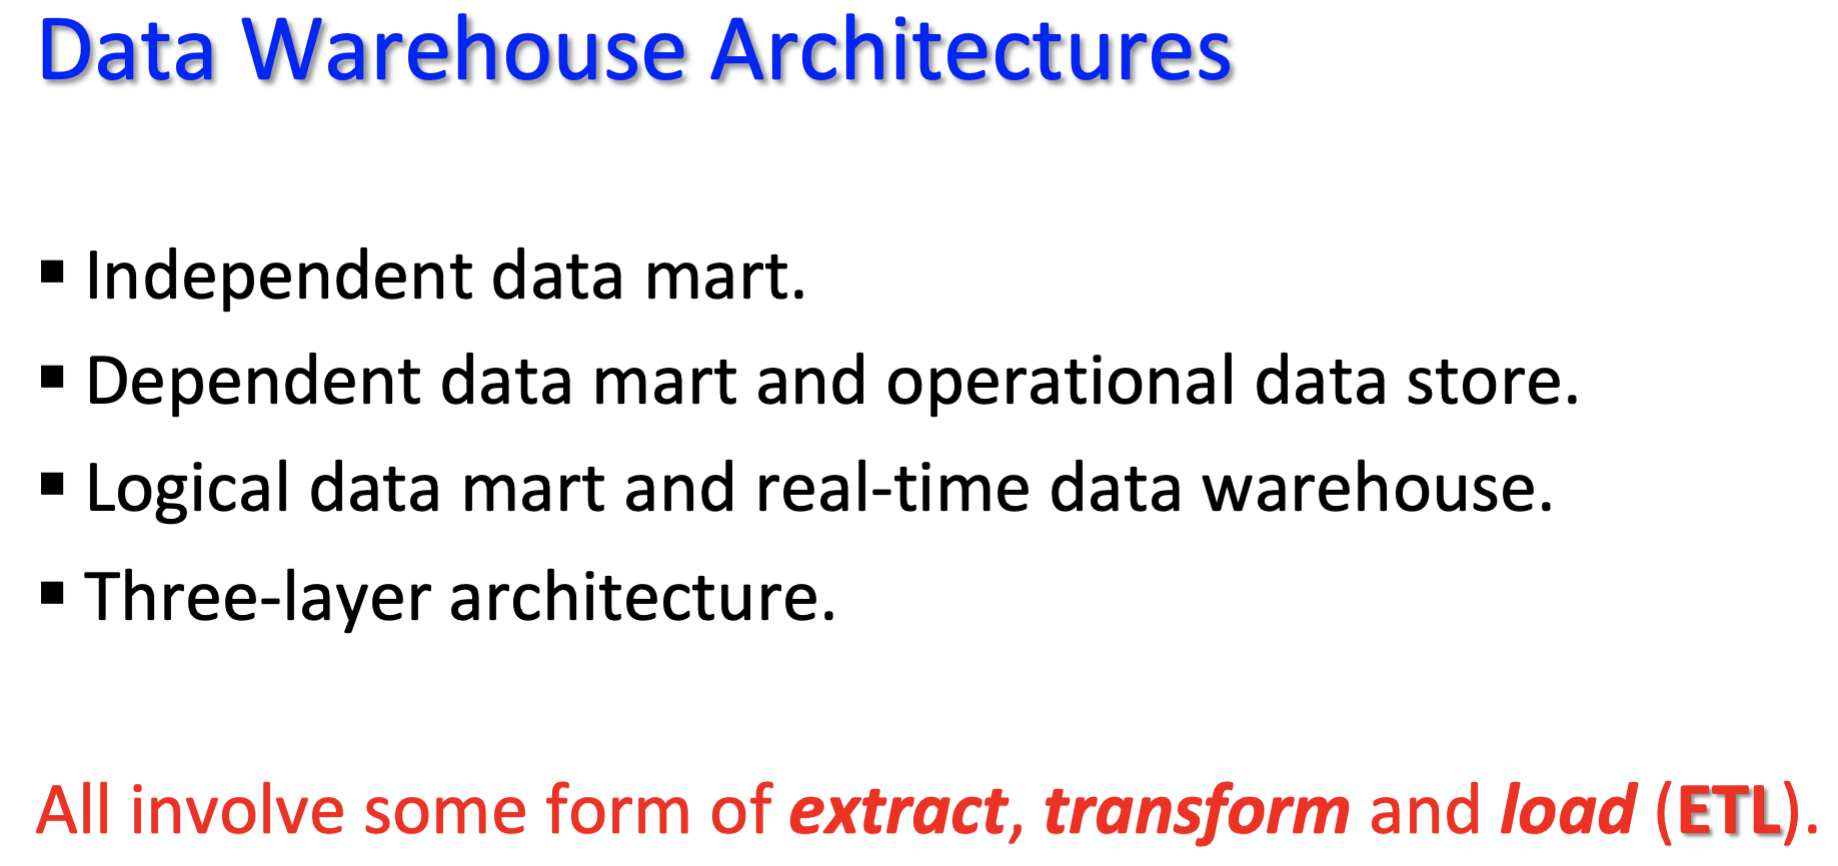 Data Warehouse Architectures
▪ Independent data mart.
▪ Dependent data mart and operational data store.
▪ Logical data mart and real-time data warehouse.
▪ Three-layer architecture.
All involve some form of extract, transform and load (ETL).